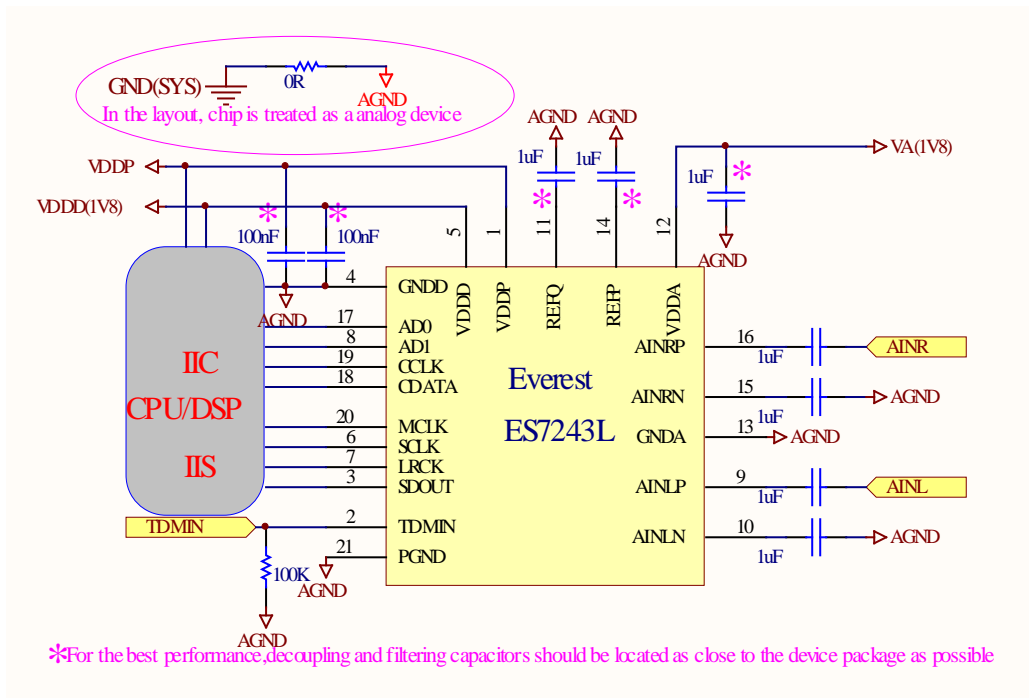 GND(SYS)
0R
AGND
In the layout, chip is treated as a analog device
AGND
AGND
VDDP
1uF
1uF
*
*
VA(1V8)
1uF
*
VDDD(1V8)
*
*
100nF
100nF
5
1
11
14
12
AGND
4
GNDD
VDDD
VDDP
REFQ
REFP
VDDA
AGND
17
AD0
8
AD1
19
CCLK
18
CDATA
20
MCLK
6
SCLK
7
LRCK
3
SDOUT
2
TDMIN
21
PGND
IIC
CPU/DSP
IIS
TDMIN
100K
AGND
AGND
Everest
ES7243L
AINRP
16
1uF
AINR
AINRN
15
1uF
AGND
GNDA
13
AGND
AINLP
9
1uF
AINL
AINLN
10
1uF
AGND
*For the best performance,decoupling and filtering capacitors should be located as close to the device package as possible